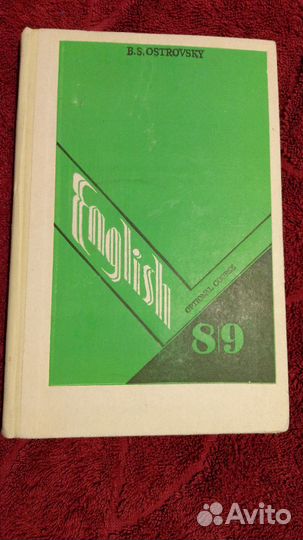 B.S. OSTROVSKY
English
OPTIONAL COURSE
8|9
Avito